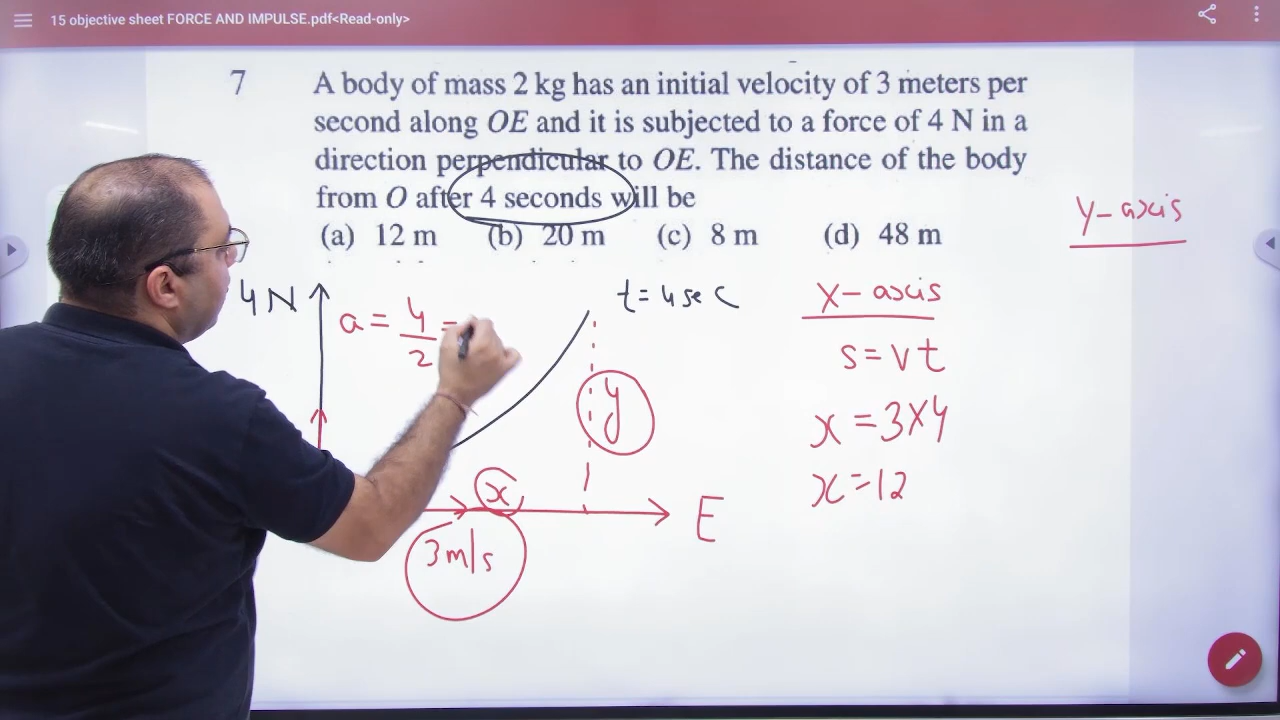 15 objective sheet FORCE AND IMPULSE.pdf<Read-only>
7 A body of mass 2 kg has an initial velocity of 3 meters per
second along OE and it is subjected to a force of 4 N in a
direction perpendicular to OE. The distance of the body
from O after 4 seconds will be
(a) 12 m (b) 20 m (c) 8 m (d) 48 m
Y-axis
4N
a = 4/2 =
t = 4 sec
X-axis
s = vt
y
x = 3×4
x
x = 12
E
3m/s